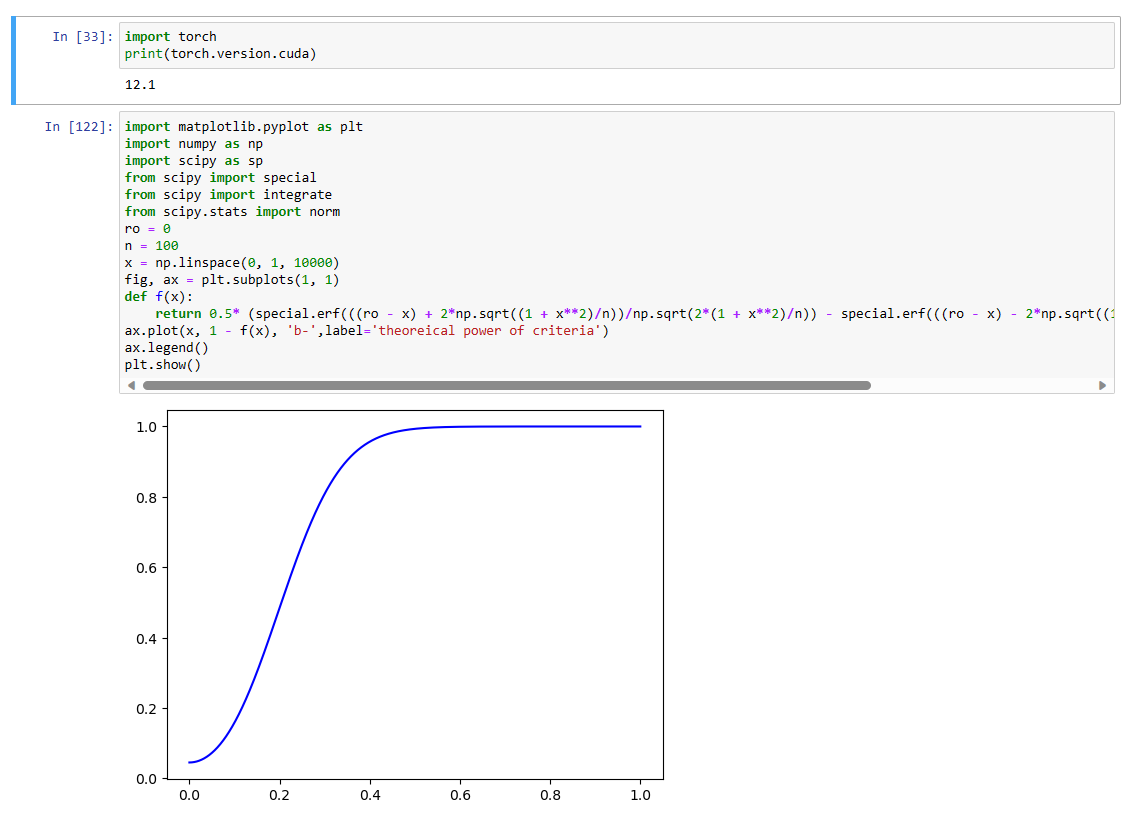 In [33]: import torch
print(torch.version.cuda)
12.1
In [122]: import matplotlib.pyplot as plt
import numpy as np
import scipy as sp
from scipy import special
from scipy import integrate
from scipy.stats import norm
ro = 0
n = 100
x = np.linspace(0, 1, 10000)
fig, ax = plt.subplots(1, 1)
def f(x):
    return 0.5* (special.erf(((ro - x) + 2*np.sqrt((1 + x**2)/n))/np.sqrt(2*(1 + x**2)/n)) - special.erf(((ro - x) - 2*np.sqrt((1
ax.plot(x, 1 - f(x), 'b-',label='theoreical power of criteria')
ax.legend()
plt.show()
1.0
0.8
0.6
0.4
0.2
0.0
0.0 0.2 0.4 0.6 0.8 1.0